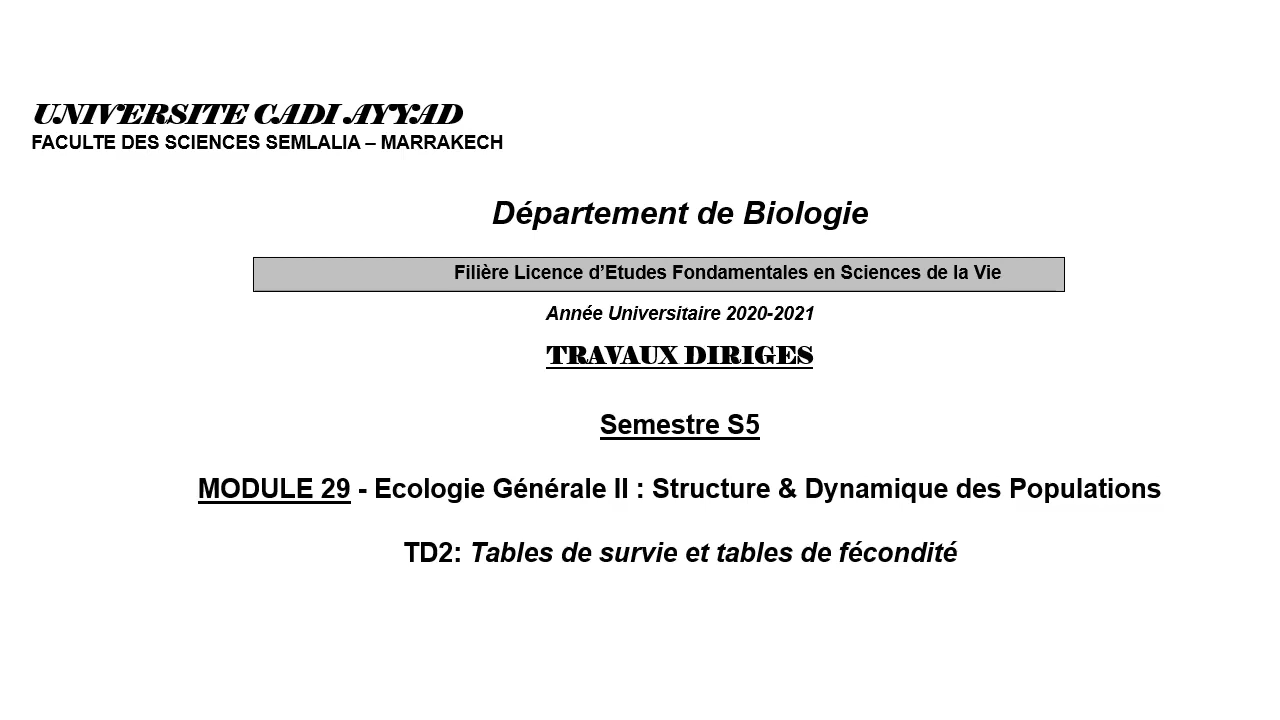 UNIVERSITE CADI AYYAD
FACULTE DES SCIENCES SEMLALIA – MARRAKECH
Département de Biologie
Filière Licence d’Etudes Fondamentales en Sciences de la Vie
Année Universitaire 2020-2021
TRAVAUX DIRIGES
Semestre S5
MODULE 29 - Ecologie Générale II : Structure & Dynamique des Populations
TD2: Tables de survie et tables de fécondité